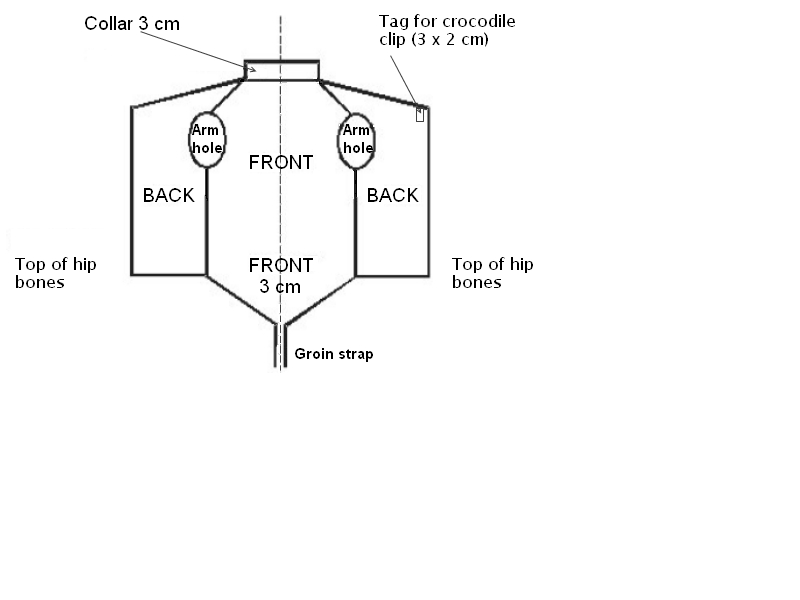 Collar 3 cm
Tag for crocodile
clip (3 x 2 cm)
Arm
hole
Arm
hole
FRONT
BACK
BACK
FRONT
3 cm
Top of hip
bones
Top of hip
bones
Groin strap